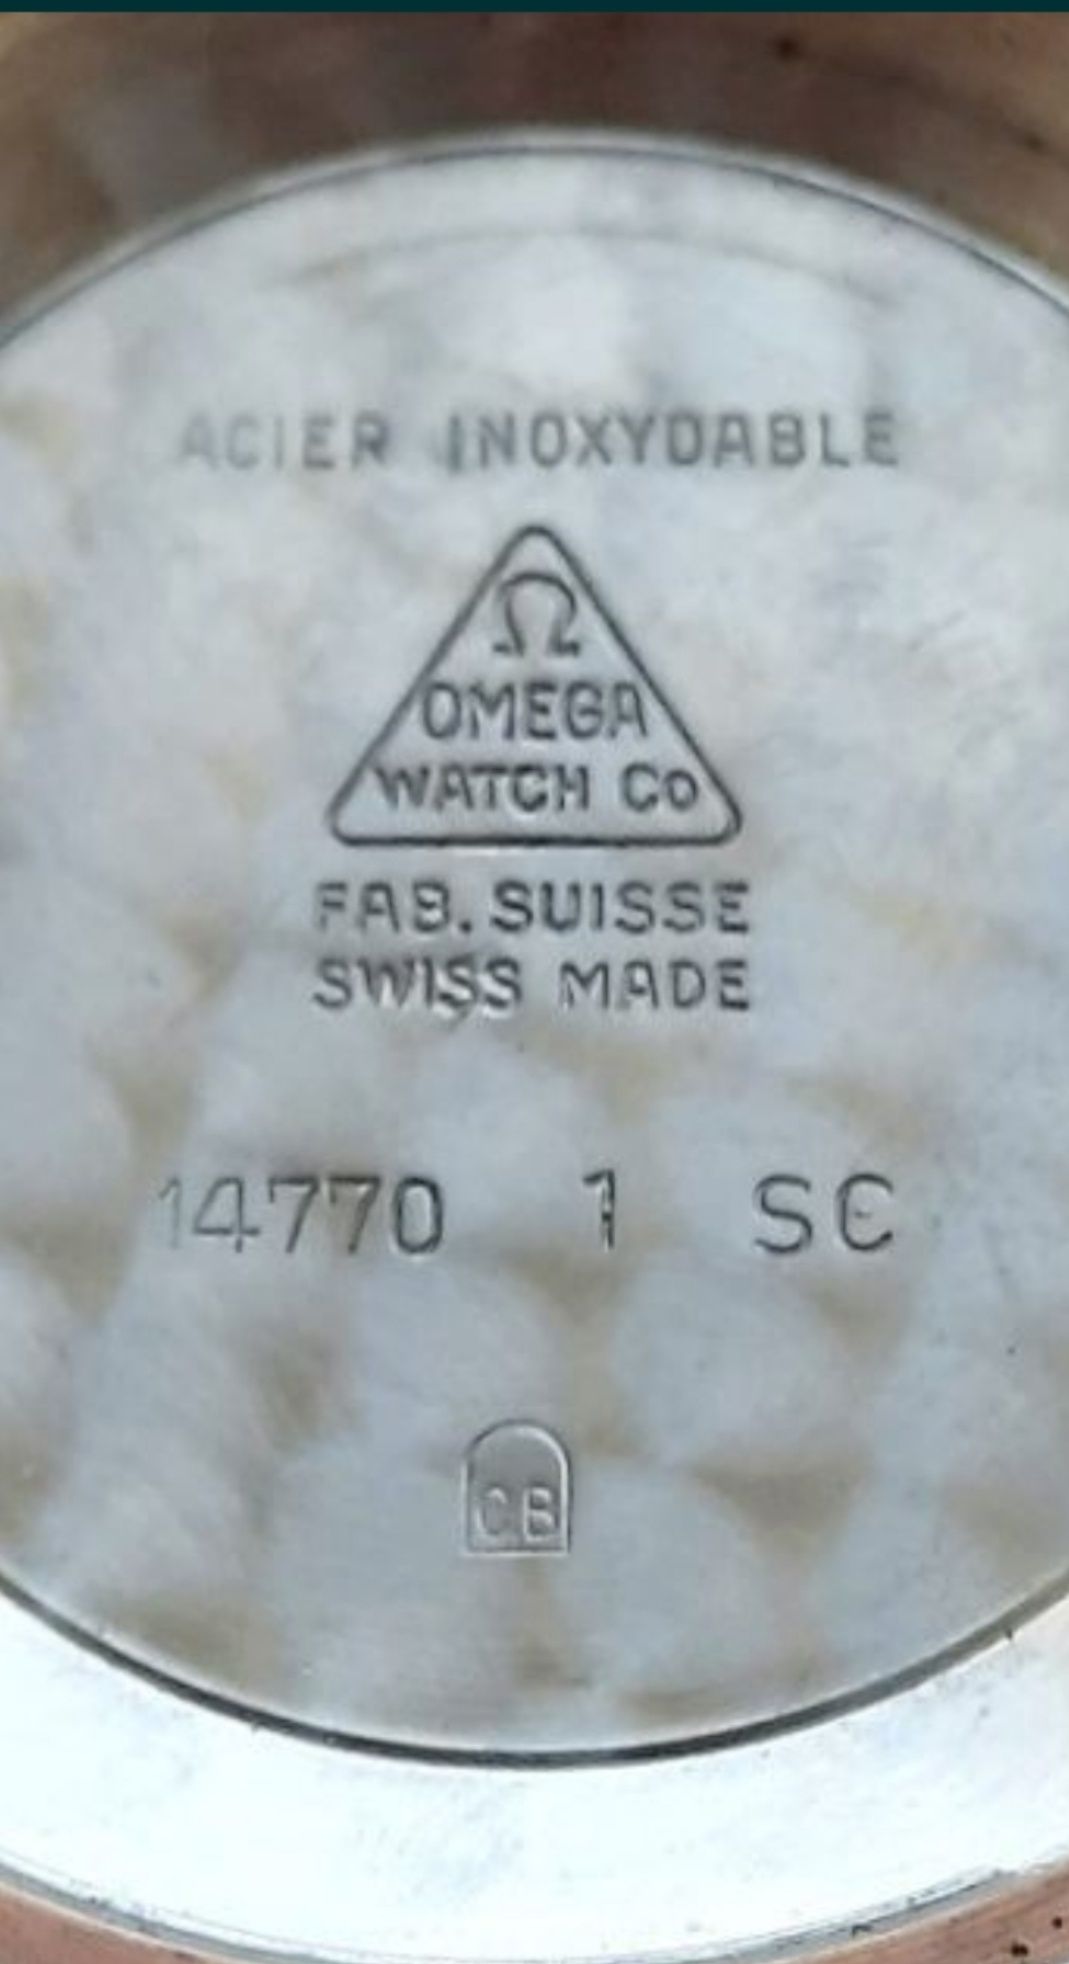 ACIER INOXYDABLE
Ω
OMEGA
WATCH Co
FAB. SUISSE
SWISS MADE
14770 1 SC
CB